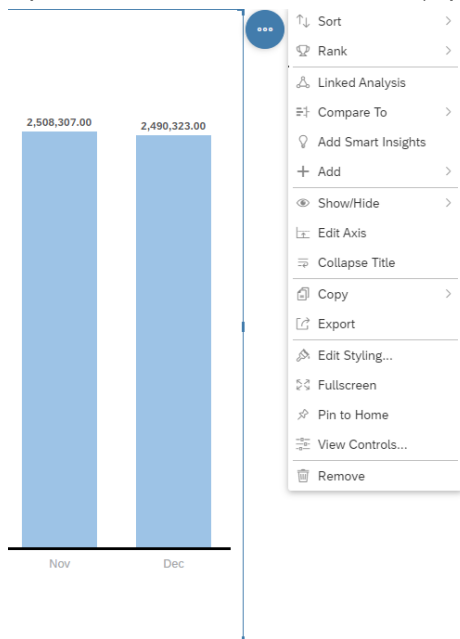 2,508,307.00
2,490,323.00
Nov
Dec
Sort
Rank
Linked Analysis
Compare To
Add Smart Insights
Add
Show/Hide
Edit Axis
Collapse Title
Copy
Export
Edit Styling...
Fullscreen
Pin to Home
View Controls...
Remove